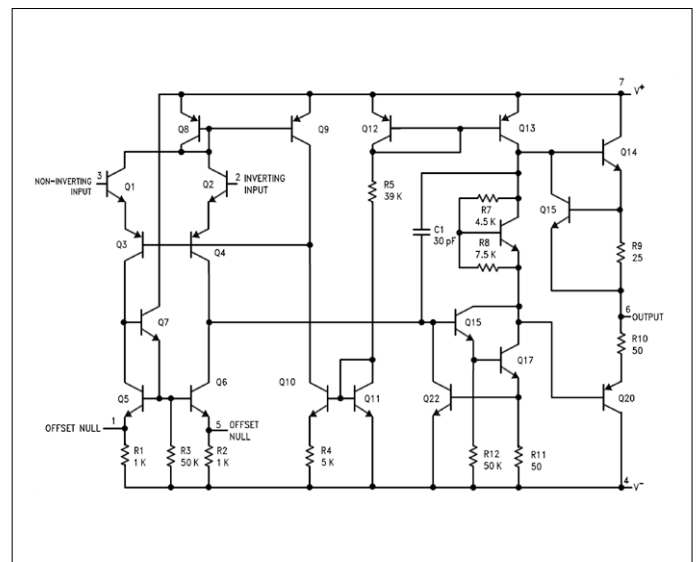 7
V+
Q8
Q9
Q12
Q13
Q14
3
NON-INVERTING
INPUT
Q1
Q2
2 INVERTING
INPUT
R5
39 K
Q15
R7
4.5 K
R8
7.5 K
C1
30 pF
Q3
Q4
R9
25
6
OUTPUT
Q7
Q15
R10
50
Q17
Q5
Q6
Q10
Q11
Q22
Q20
1
OFFSET NULL
5 OFFSET
NULL
R1
1 K
R3
50 K
R2
1 K
R4
5 K
R12
50 K
R11
50
4
V-